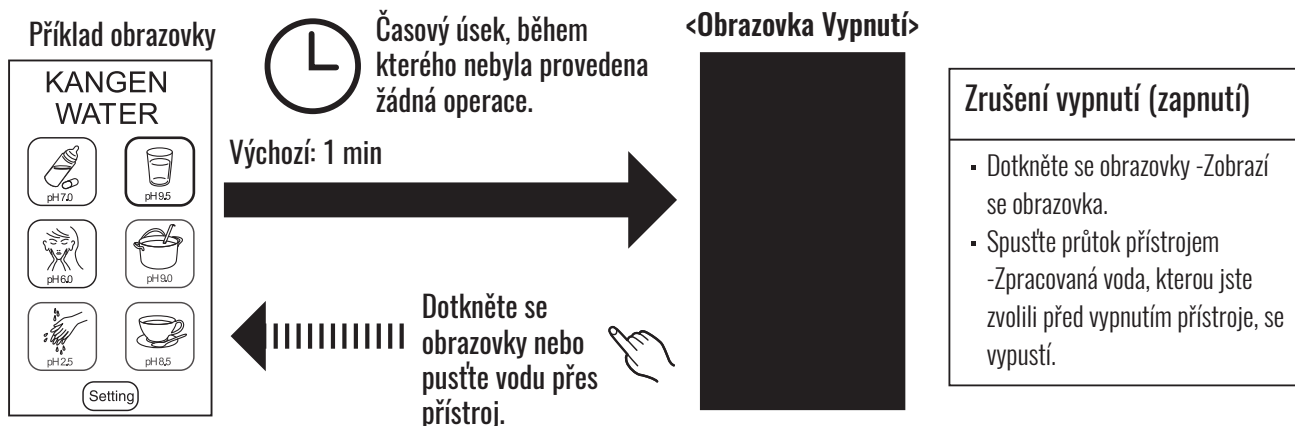 Příklad obrazovky
KANGEN
WATER
pH7.0
pH9.5
pH6.0
pH9.0
pH2.5
pH8.5
Setting
Časový úsek, během
kterého nebyla provedena
žádná operace.
Výchozí: 1 min
Dotkněte se
obrazovky nebo
pusťte vodu přes
přístroj.
<Obrazovka Vypnutí>
Zrušení vypnutí (zapnutí)
▪ Dotkněte se obrazovky -Zobrazí
se obrazovka.
▪ Spusťte průtok přístrojem
-Zpracovaná voda, kterou jste
zvolili před vypnutím přístroje, se
vypustí.